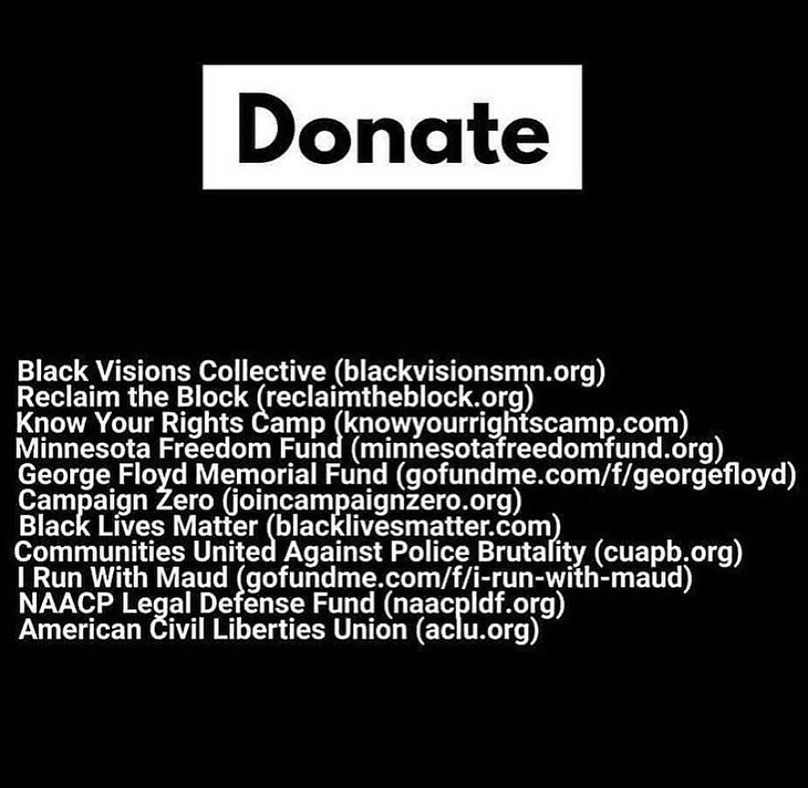 Donate
Black Visions Collective (blackvisionsmn.org)
Reclaim the Block (reclaimtheblock.org)
Know Your Rights Camp (knowyourrightscamp.com)
Minnesota Freedom Fund (minnesotafreedomfund.org)
George Floyd Memorial Fund (gofundme.com/f/georgefloyd)
Campaign Zero (joincampaignzero.org)
Black Lives Matter (blacklivesmatter.com)
Communities United Against Police Brutality (cuapb.org)
I Run With Maud (gofundme.com/f/i-run-with-maud)
NAACP Legal Defense Fund (naacpldf.org)
American Civil Liberties Union (aclu.org)